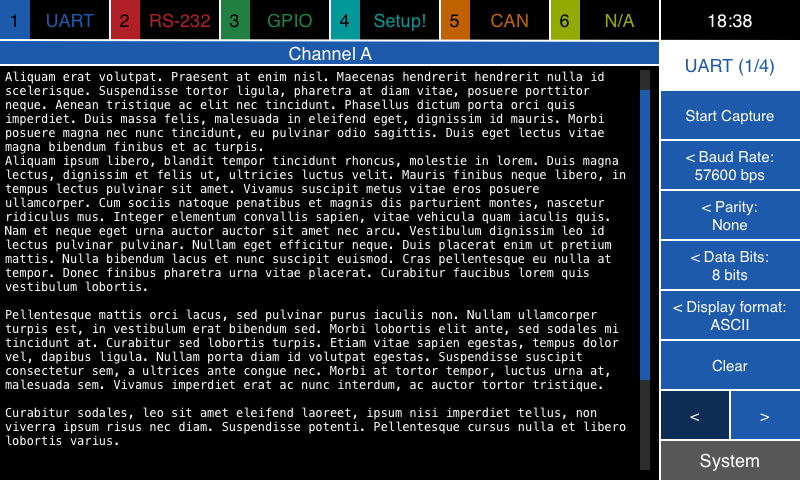 1 UART 2 RS-232 3 GPIO 4 Setup! 5 CAN 6 N/A 18:38
Channel A
Aliquam erat volutpat. Praesent at enim nisl. Maecenas hendrerit hendrerit nulla id
scelerisque. Suspendisse tortor ligula, pharetra at diam vitae, posuere porttitor
neque. Aenean tristique ac elit nec tincidunt. Phasellus dictum porta orci quis
imperdiet. Duis massa felis, malesuada in eleifend eget, dignissim id mauris. Morbi
posuere magna nec nunc tincidunt, eu pulvinar odio sagittis. Duis eget lectus vitae
magna bibendum finibus et ac turpis.
Aliquam ipsum libero, blandit tempor tincidunt rhoncus, molestie in lorem. Duis magna
lectus, dignissim et felis ut, ultricies luctus velit. Mauris finibus neque libero, in
tempus lectus pulvinar sit amet. Vivamus suscipit metus vitae eros posuere
ullamcorper. Cum sociis natoque penatibus et magnis dis parturient montes, nascetur
ridiculus mus. Integer elementum convallis sapien, vitae vehicula quam iaculis quis.
Nam et neque eget urna auctor auctor sit amet nec arcu. Vestibulum dignissim leo id
lectus pulvinar pulvinar. Nullam eget efficitur neque. Duis placerat enim ut pretium
mattis. Nulla bibendum lacus et nunc suscipit euismod. Cras pellentesque eu nulla at
tempor. Donec finibus pharetra urna vitae placerat. Curabitur faucibus lorem quis
vestibulum lobortis.
Pellentesque mattis orci lacus, sed pulvinar purus iaculis non. Nullam ullamcorper
turpis est, in vestibulum erat bibendum sed. Morbi lobortis elit ante, sed sodales mi
tincidunt at. Curabitur sed lobortis turpis. Etiam vitae sapien egestas, tempus dolor
vel, dapibus ligula. Nullam porta diam id volutpat egestas. Suspendisse suscipit
consectetur sem, a ultrices ante congue nec. Morbi at tortor tempor, luctus urna at,
malesuada sem. Vivamus imperdiet erat ac nunc interdum, ac auctor tortor tristique.
Curabitur sodales, leo sit amet eleifend laoreet, ipsum nisi imperdiet tellus, non
viverra ipsum risus nec diam. Suspendisse potenti. Pellentesque cursus nulla et libero
lobortis varius.
UART (1/4)
Start Capture
< Baud Rate:
57600 bps
< Parity:
None
< Data Bits:
8 bits
< Display format:
ASCII
Clear
< >
System